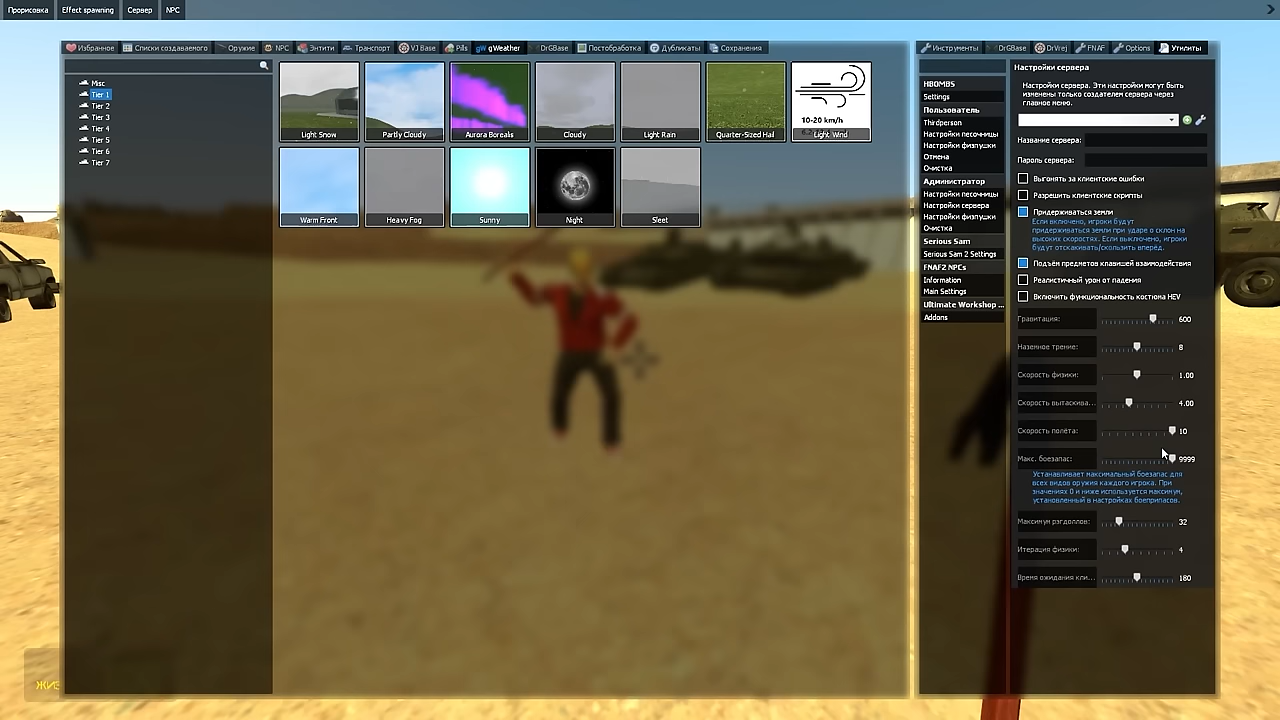 Прорисовка
Effect spawning
Сервер
NPC
Избранное
Списки создаваемого
Оружие
NPC
Энтити
Транспорт
VJ Base
Pills
gWeather
DrGBase
Постобработка
Дубликаты
Сохранения
Misc
Tier 1
Tier 2
Tier 3
Tier 4
Tier 5
Tier 6
Tier 7
Light Snow
Partly Cloudy
Aurora Borealis
Cloudy
Light Rain
Quarter-Sized Hail
10-20 km/h
Light Wind
Warm Front
Heavy Fog
Sunny
Night
Sleet
Инструменты
DrGBase
DrVrej
FNAF
Options
Утилиты
HBOMBS
Settings
Пользователь
Thirdperson
Настройки песочницы
Настройки физпушки
Отмена
Очистка
Администратор
Настройки песочницы
Настройки сервера
Настройки физпушки
Очистка
Serious Sam
Serious Sam 2 Settings
FNAF2 NPCs
Information
Main Settings
Ultimate Workshop ...
Addons
Настройки сервера
Настройки сервера. Эти настройки могут быть
изменены только создателем сервера через
главное меню.
Название сервера:
Пароль сервера:
Выгонять за клиентские ошибки
Разрешить клиентские скрипты
Придерживаться земли
Если включено, игроки будут
придерживаться земли при ударе о склон на
высоких скоростях. Если выключено, игроки
будут отскакивать/скользить вперёд.
Подъём предметов клавишей взаимодействия
Реалистичный урон от падения
Включить функциональность костюма HEV
Гравитация: 600
Наземное трение: 8
Скорость физики: 1.00
Скорость вытаскива... 4.00
Скорость полёта: 10
Макс. боезапас: 9999
Устанавливает максимальный боезапас для
всех видов оружия каждого игрока. При
значениях 0 и ниже используется максимум,
установленный в настройках боеприпасов.
Максимум рэгдоллов: 32
Итерация физики: 4
Время ожидания кли... 180